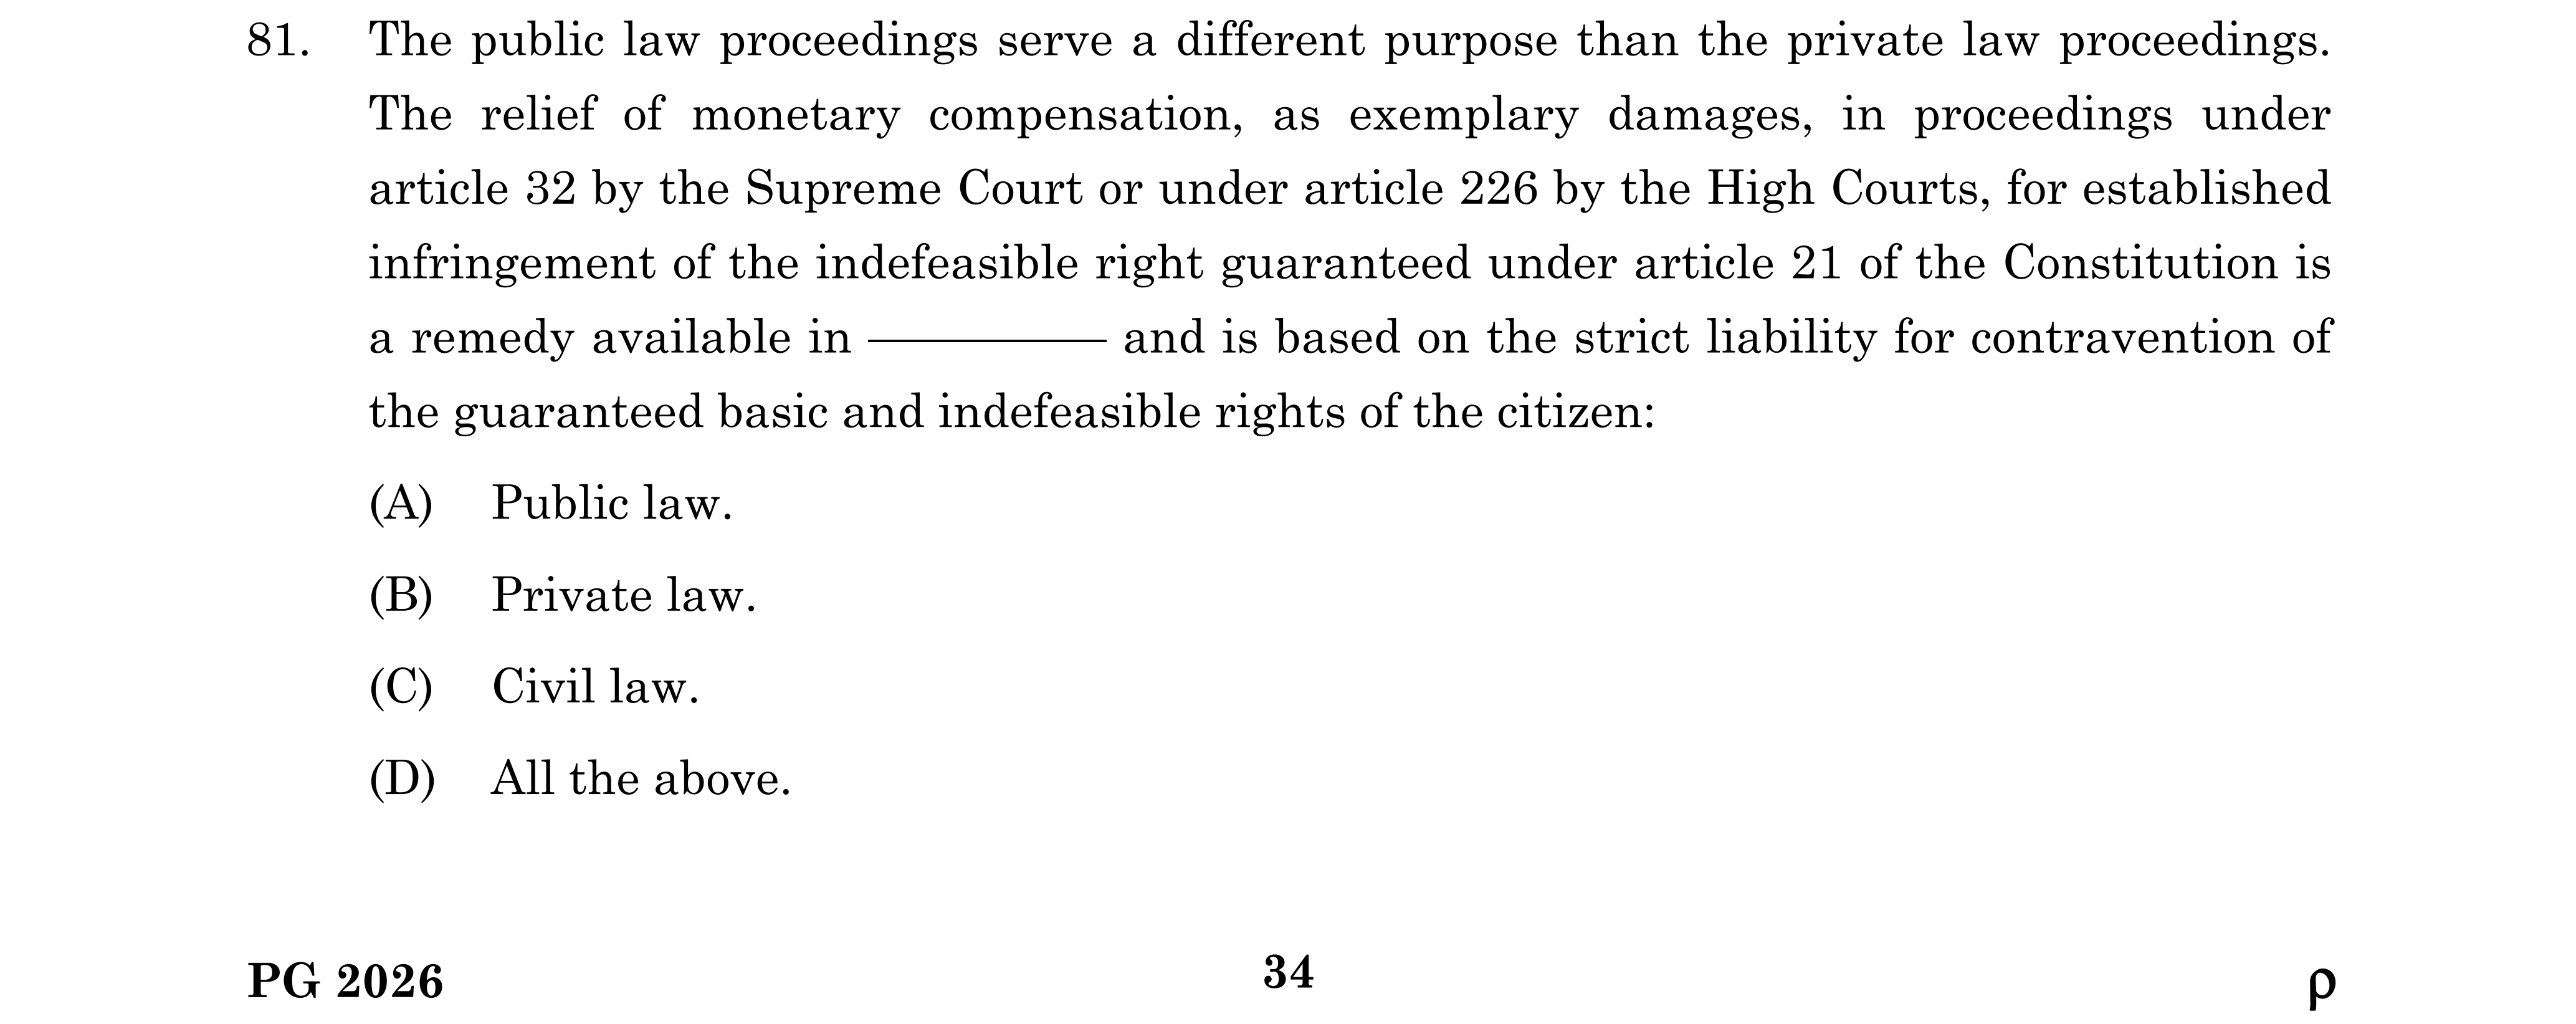 81. The public law proceedings serve a different purpose than the private law proceedings.
The relief of monetary compensation, as exemplary damages, in proceedings under
article 32 by the Supreme Court or under article 226 by the High Courts, for established
infringement of the indefeasible right guaranteed under article 21 of the Constitution is
a remedy available in ————— and is based on the strict liability for contravention of
the guaranteed basic and indefeasible rights of the citizen:
(A) Public law.
(B) Private law.
(C) Civil law.
(D) All the above.
PG 2026 34 ρ